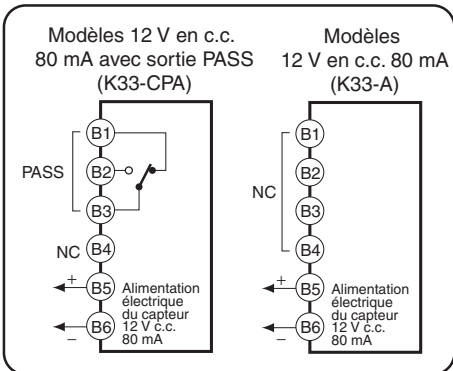 Modèles 12 V en c.c.
80 mA avec sortie PASS
(K33-CPA)
B1
B2
B3
PASS
NC
B4
+
B5
Alimentation
électrique
du capteur
12 V c.c.
80 mA
B6
−
Modèles
12 V en c.c. 80 mA
(K33-A)
B1
B2
B3
B4
NC
+
B5
Alimentation
électrique
du capteur
12 V c.c.
80 mA
B6
−